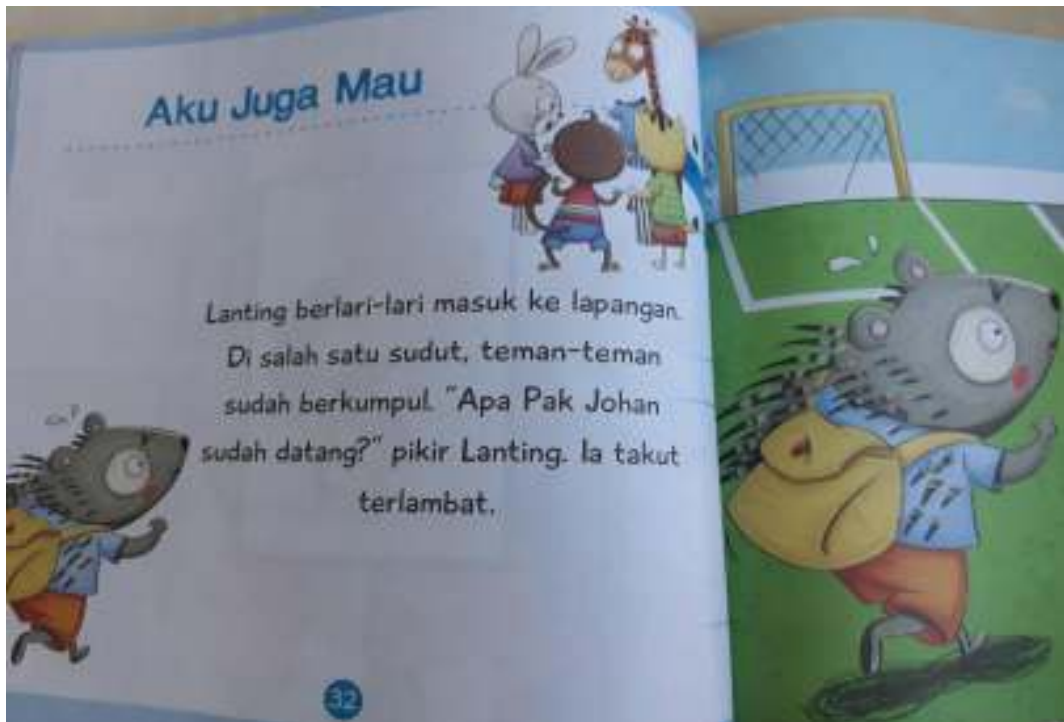 Aku Juga Mau
Lanting berlari-lari masuk ke lapangan.
Di salah satu sudut, teman-teman
sudah berkumpul. "Apa Pak Johan
sudah datang?" pikir Lanting. Ia takut
terlambat.
32